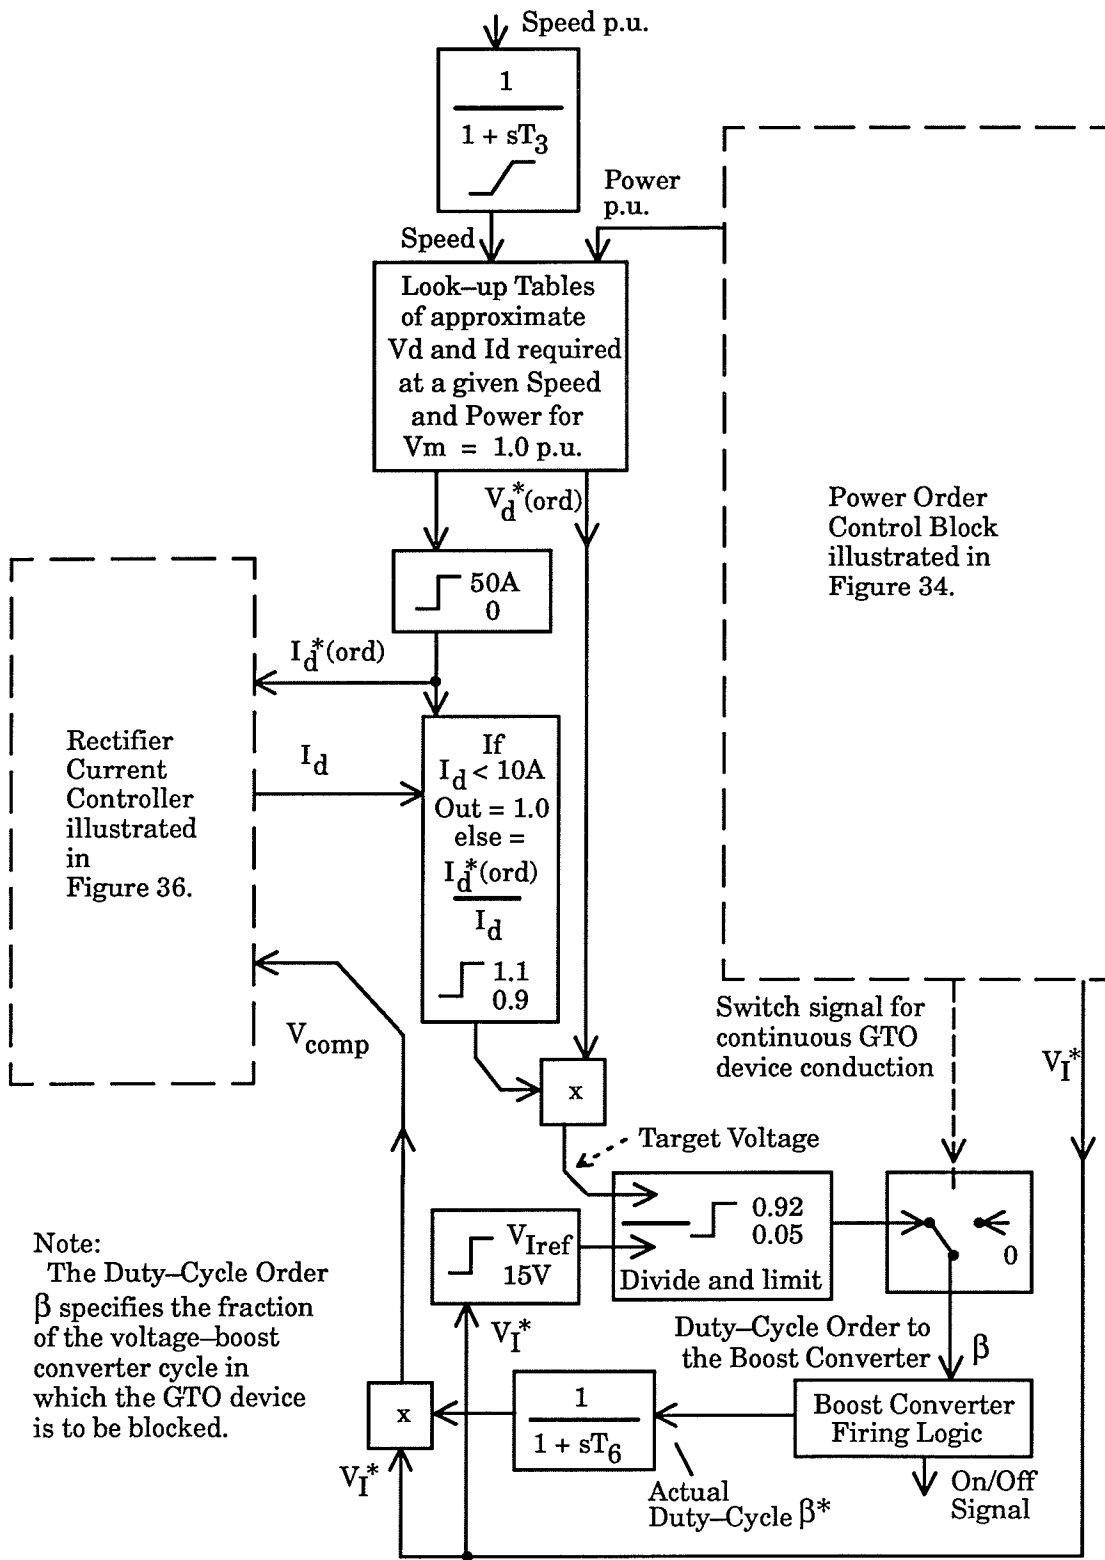 Speed p.u.
1
1 + sT3
Power
p.u.
Speed
Look–up Tables
of approximate
Vd and Id required
at a given Speed
and Power for
Vm = 1.0 p.u.
Vd*(ord)
Power Order
Control Block
illustrated in
Figure 34.
50A
0
Id*(ord)
Rectifier
Current
Controller
illustrated
in
Figure 36.
Id
If
Id < 10A
Out = 1.0
else =
Id*(ord)
Id
1.1
0.9
Vcomp
Switch signal for
continuous GTO
device conduction
VI*
x
Target Voltage
0.92
0.05
Divide and limit
0
VIref
15V
VI*
Note:
The Duty–Cycle Order
β specifies the fraction
of the voltage–boost
converter cycle in
which the GTO device
is to be blocked.
Duty–Cycle Order to
the Boost Converter
β
x
1
1 + sT6
Boost Converter
Firing Logic
VI*
Actual
Duty–Cycle β*
On/Off
Signal